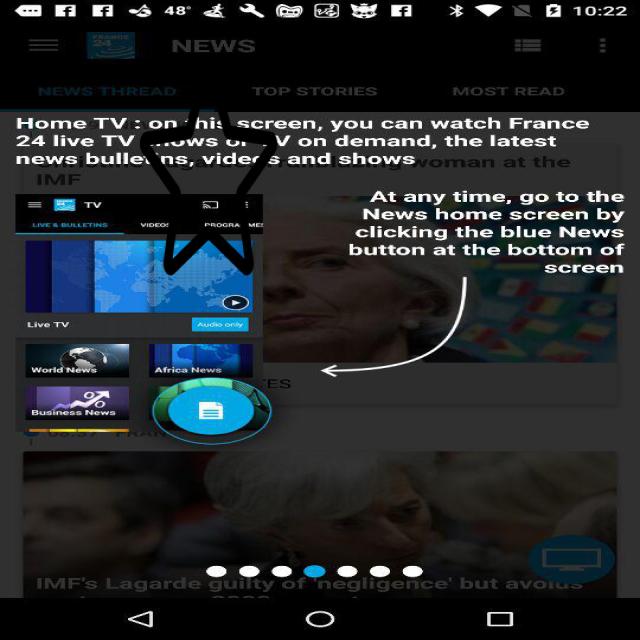 48° 10:22
FRANCE 24 NEWS
NEWS THREAD TOP STORIES MOST READ
Home TV : on this screen, you can watch France
24 live TV shows or TV on demand, the latest
news bulletins, videos and shows
woman at the
IMF
At any time, go to the
News home screen by
clicking the blue News
button at the bottom of
screen
TV
LIVE & BULLETINS VIDEOS
Live TV Audio only
World News Africa News
Business News
IMF's Lagarde guilty of 'negligence' but avoids